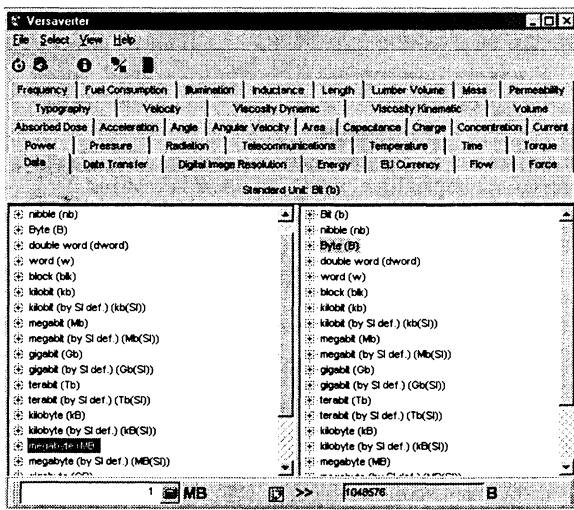 Versaverter
File Select View Help
Frequency Fuel Consumption Illumination Inductance Length Lumber Volume Mass Permeability
Typography Velocity Viscosity Dynamic Viscosity Kinematic Volume
Absorbed Dose Acceleration Angle Angular Velocity Area Capacitance Charge Concentration Current
Power Pressure Radiation Telecommunications Temperature Time Torque
Data Data Transfer Digital Image Resolution Energy EU Currency Flow Force
Standard Unit: Bit (b)
nibble (nb)
Byte (B)
double word (dword)
word (w)
block (blk)
kilobit (kb)
kilobit (by SI def.) (kb(SI))
megabit (Mb)
megabit (by SI def.) (Mb(SI))
gigabit (Gb)
gigabit (by SI def.) (Gb(SI))
terabit (Tb)
terabit (by SI def.) (Tb(SI))
kilobyte (kB)
kilobyte (by SI def.) (kB(SI))
megabyte (MB)
megabyte (by SI def.) (MB(SI))
Bit (b)
nibble (nb)
Byte (B)
double word (dword)
word (w)
block (blk)
kilobit (kb)
kilobit (by SI def.) (kb(SI))
megabit (Mb)
megabit (by SI def.) (Mb(SI))
gigabit (Gb)
gigabit (by SI def.) (Gb(SI))
terabit (Tb)
terabit (by SI def.) (Tb(SI))
kilobyte (kB)
kilobyte (by SI def.) (kB(SI))
megabyte (MB)
1 MB >> 1048576 B